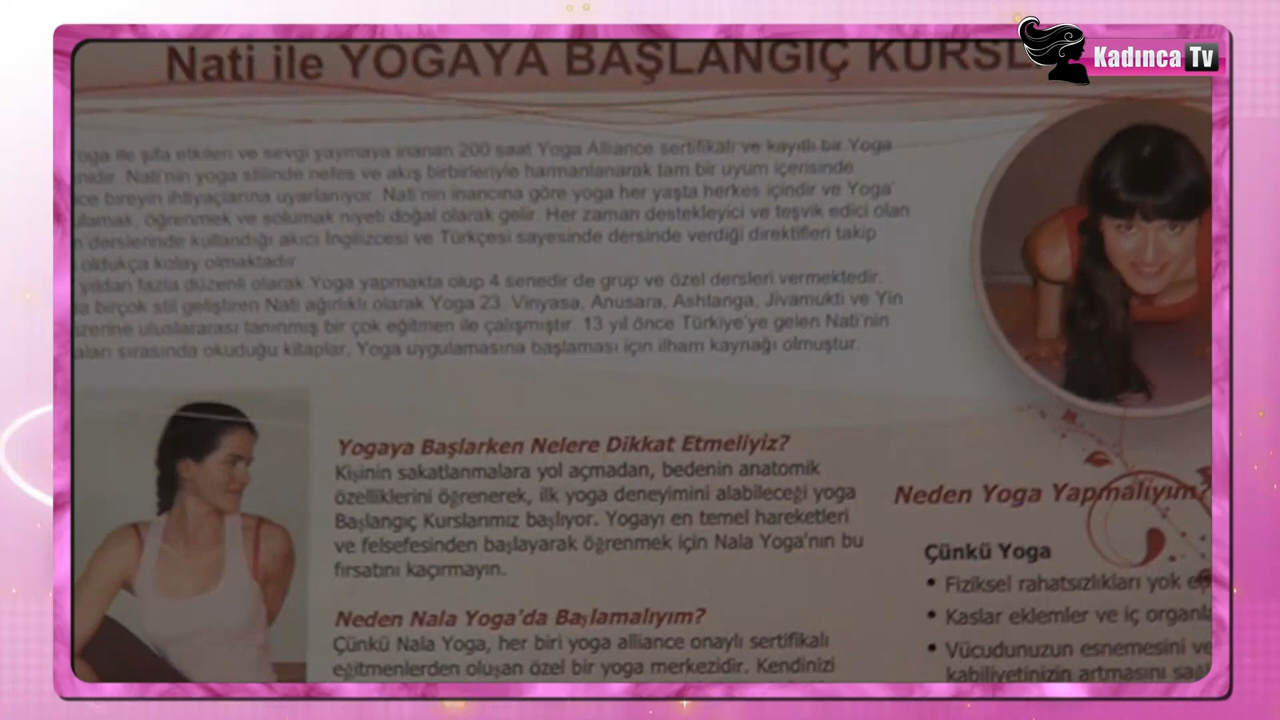 Kadınca Tv
Nati ile YOGAYA BAŞLANGIÇ
ile şifa etkileri ve sevgi yaymaya inanan 200 saat Yoga Alliance sertifikalı ve kayıtlı bir Yoga
Nati'nin yoga stilinde nefes ve akış birbirleriyle harmanlanarak tam bir uyum içerisinde
bireyin ihtiyaçlarına uyarlanıyor. Nati'nin inancına göre yoga her yaşta herkes içindir ve Yoga'
öğrenmek ve solumak niyeti doğal olarak gelir. Her zaman destekleyici ve teşvik edici olan
derslerinde kullandığı akıcı İngilizcesi ve Türkçesi sayesinde dersinde verdiği direktifleri takip
oldukça kolay olmaktadır
yıldan fazla düzenli olarak Yoga yapmakta olup 4 senedir de grup ve özel dersleri vermektedir.
birçok stil geliştiren Nati ağırlıklı olarak Yoga 23, Vinyasa, Anusara, Ashtanga, Jivamukti ve Yin
üzerine uluslararası tanınmış bir çok eğitmen ile çalışmıştır. 13 yıl önce Türkiye'ye gelen Nati'nin
sırasında okuduğu kitaplar, Yoga uygulamasına başlaması için ilham kaynağı olmuştur.
Yogaya Başlarken Nelere Dikkat Etmeliyiz?
Kişinin sakatlanmalara yol açmadan, bedenin anatomik
özelliklerini öğrenerek, ilk yoga deneyimini alabileceği yoga
Başlangıç Kurslarımız başlıyor. Yogayı en temel hareketleri
ve felsefesinden başlayarak öğrenmek için Nala Yoga'nın bu
fırsatını kaçırmayın.
Neden Nala Yoga'da Başlamalıyım?
Çünkü Nala Yoga, her biri yoga alliance onaylı sertifikalı
eğitmenlerden oluşan özel bir yoga merkezidir. Kendinizi
Neden Yoga Yapmalıyım?
Çünkü Yoga
• Fiziksel rahatsızlıkları yok
• Kaslar eklemler ve iç
• Vücudunuzun esnemesini ve
kabiliyetinizin artmasını